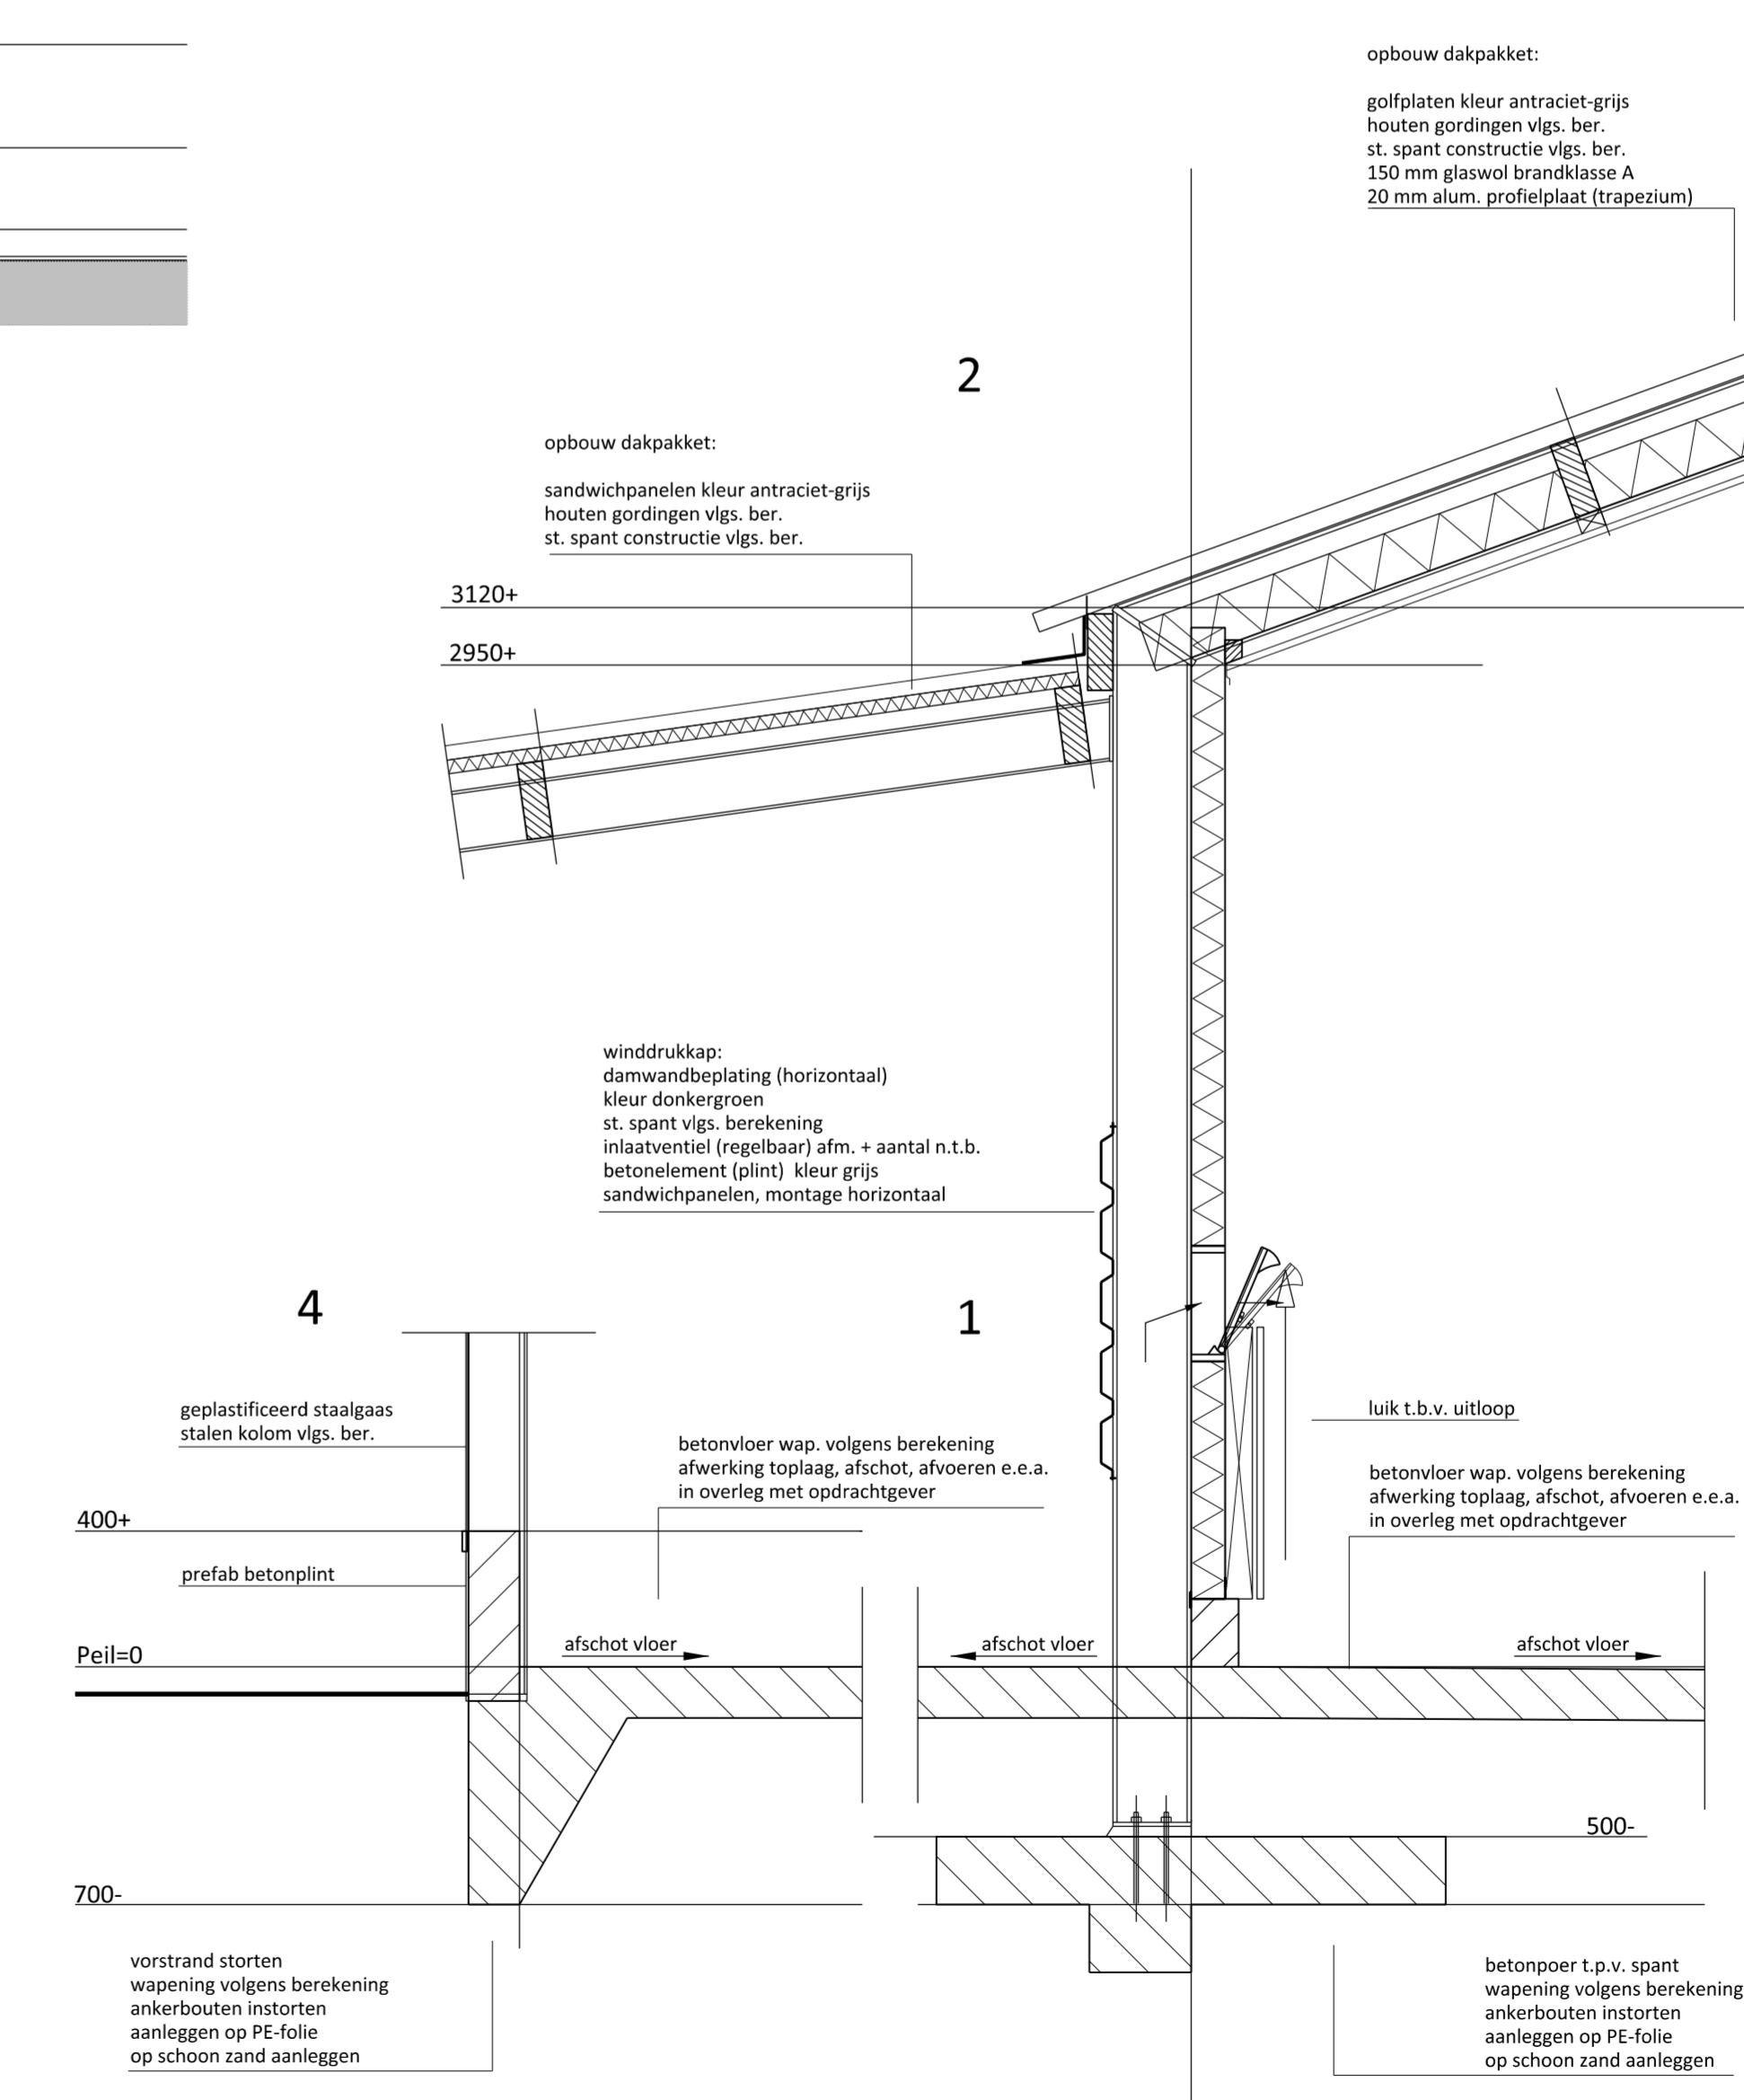 opbouw dakpakket:
golfplaten kleur antraciet-grijs
houten gordingen vlgs. ber.
st. spant constructie vlgs. ber.
150 mm glaswol brandklasse A
20 mm alum. profielplaat (trapezium)
2
opbouw dakpakket:
sandwichpanelen kleur antraciet-grijs
houten gordingen vlgs. ber.
st. spant constructie vlgs. ber.
3120+
2950+
winddrukkap:
damwandbeplating (horizontaal)
kleur donkergroen
st. spant vlgs. berekening
inlaatventiel (regelbaar) afm. + aantal n.t.b.
betonelement (plint) kleur grijs
sandwichpanelen, montage horizontaal
4
1
geplastificeerd staalgaas
stalen kolom vlgs. ber.
luik t.b.v. uitloop
betonvloer wap. volgens berekening
afwerking toplaag, afschot, afvoeren e.e.a.
in overleg met opdrachtgever
betonvloer wap. volgens berekening
afwerking toplaag, afschot, afvoeren e.e.a.
in overleg met opdrachtgever
400+
prefab betonplint
Peil=0
afschot vloer
afschot vloer
afschot vloer
500-
700-
vorstrand storten
wapening volgens berekening
ankerbouten instorten
aanleggen op PE-folie
op schoon zand aanleggen
betonpoer t.p.v. spant
wapening volgens berekening
ankerbouten instorten
aanleggen op PE-folie
op schoon zand aanleggen